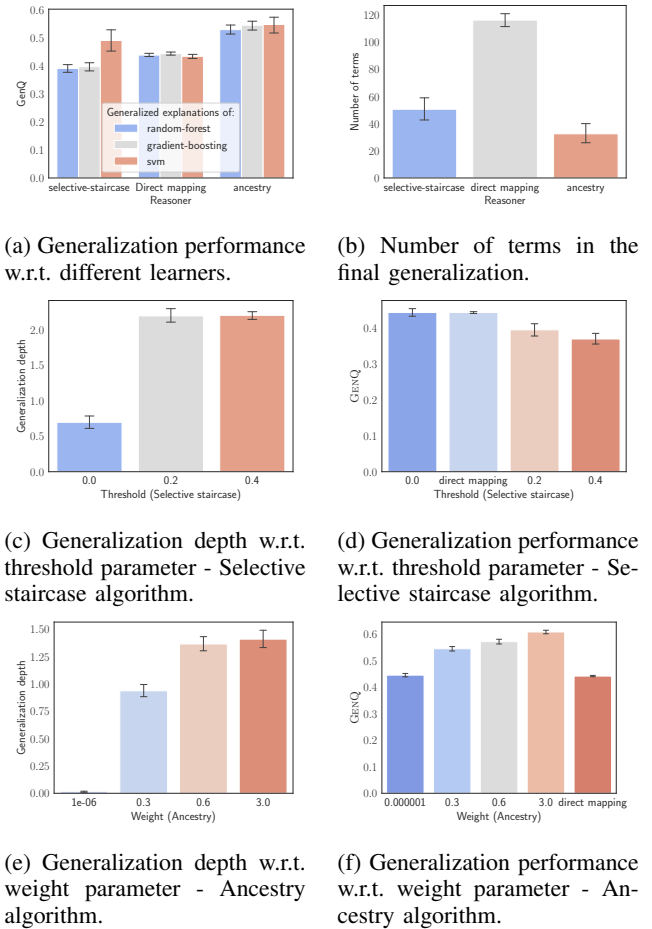 0.6
0.5
0.4
0.3
0.2
0.1
0.0
GenQ
Generalized explanations of:
random-forest
gradient-boosting
svm
selective-staircase Direct mapping ancestry
Reasoner
120
100
80
60
40
20
0
Number of terms
selective-staircase direct mapping ancestry
Reasoner
(a) Generalization performance
w.r.t. different learners.
(b) Number of terms in the
final generalization.
2.0
1.5
1.0
0.5
0.0
Generalization depth
0.0 0.2 0.4
Threshold (Selective staircase)
0.4
0.3
0.2
0.1
0.0
GENQ
0.0 direct mapping 0.2 0.4
Threshold (Selective staircase)
(c) Generalization depth w.r.t.
threshold parameter - Selective
staircase algorithm.
(d) Generalization performance
w.r.t. threshold parameter - Se-
lective staircase algorithm.
1.50
1.25
1.00
0.75
0.50
0.25
0.00
Generalization depth
1e-06 0.3 0.6 3.0
Weight (Ancestry)
0.6
0.5
0.4
0.3
0.2
0.1
0.0
GENQ
0.000001 0.3 0.6 3.0 direct mapping
Weight (Ancestry)
(e) Generalization depth w.r.t.
weight parameter - Ancestry
algorithm.
(f) Generalization performance
w.r.t. weight parameter - An-
cestry algorithm.